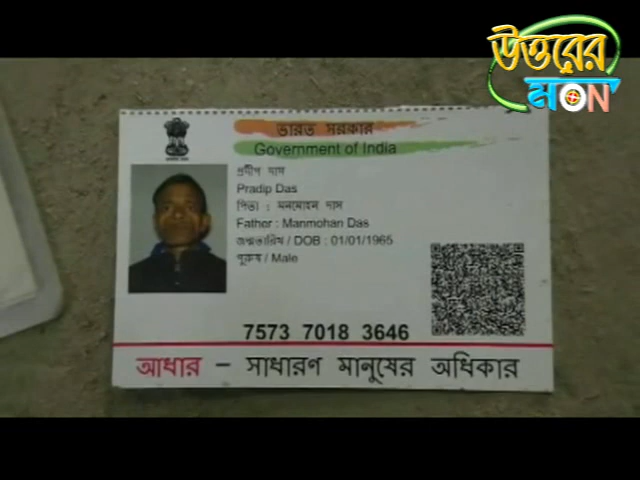 উত্তরের
মON
ভারত সরকার
Government of India
প্রদীপ দাস
Pradip Das
পিতা : মনমোহন দাস
Father : Manmohan Das
জন্মতারিখ / DOB : 01/01/1965
পুরুষ / Male
7573 7018 3646
আধার – সাধারণ মানুষের অধিকার